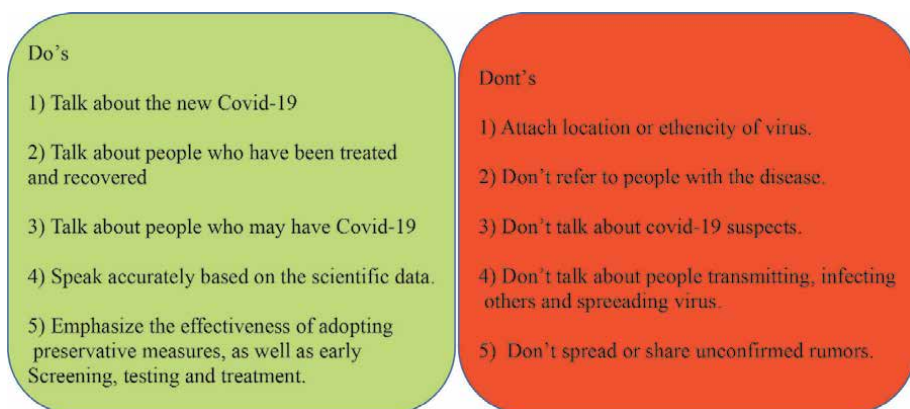 Do's
1) Talk about the new Covid-19
2) Talk about people who have been treated
and recovered
3) Talk about people who may have Covid-19
4) Speak accurately based on the scientific data.
5) Emphasize the effectiveness of adopting
preservative measures, as well as early
Screening, testing and treatment.
Dont's
1) Attach location or ethencity of virus.
2) Don't refer to people with the disease.
3) Don't talk about covid-19 suspects.
4) Don't talk about people transmitting, infecting
others and spreeading virus.
5) Don't spread or share unconfirmed rumors.